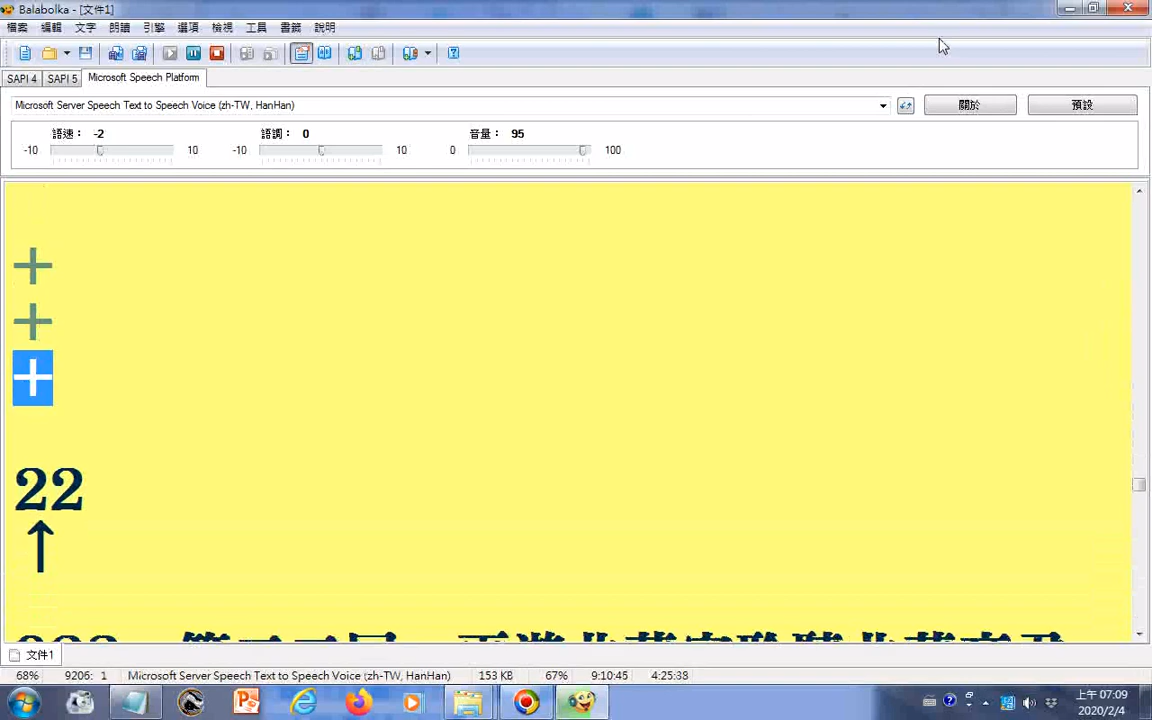 Balabolka - [文件1]
檔案 編輯 文字 朗讀 引擎 選項 檢視 工具 書籤 說明
SAPI 4 SAPI 5 Microsoft Speech Platform
Microsoft Server Speech Text to Speech Voice (zh-TW, HanHan) 關於 預設
語速： -2 語調： 0 音量： 95
-10 10 -10 10 0 100
+
+
+
22
↑
文件1
68% 9206: 1 Microsoft Server Speech Text to Speech Voice (zh-TW, HanHan) 153 KB 67% 9:10:45 4:25:38
上午 07:09
2020/2/4